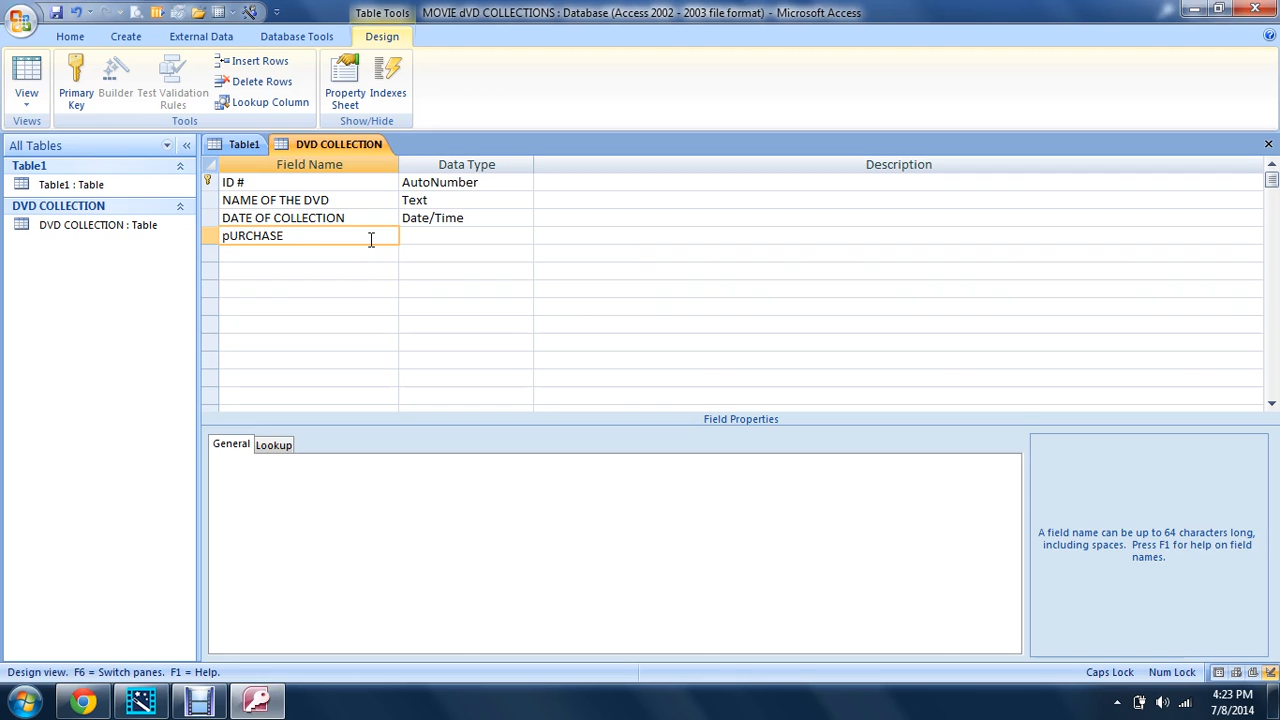 Table Tools
MOVIE dVD COLLECTIONS : Database (Access 2002 - 2003 file format) - Microsoft Access
Home
Create
External Data
Database Tools
Design
View
Primary Key
Builder
Test Validation Rules
Insert Rows
Delete Rows
Lookup Column
Property Sheet
Indexes
Views
Tools
Show/Hide
All Tables
Table1
DVD COLLECTION
Table1
Table1 : Table
DVD COLLECTION
DVD COLLECTION : Table
Field Name
Data Type
Description
ID #
AutoNumber
NAME OF THE DVD
Text
DATE OF COLLECTION
Date/Time
pURCHASE
Field Properties
General
Lookup
A field name can be up to 64 characters long,
including spaces. Press F1 for help on field
names.
Design view. F6 = Switch panes. F1 = Help.
Caps Lock
Num Lock
4:23 PM
7/8/2014